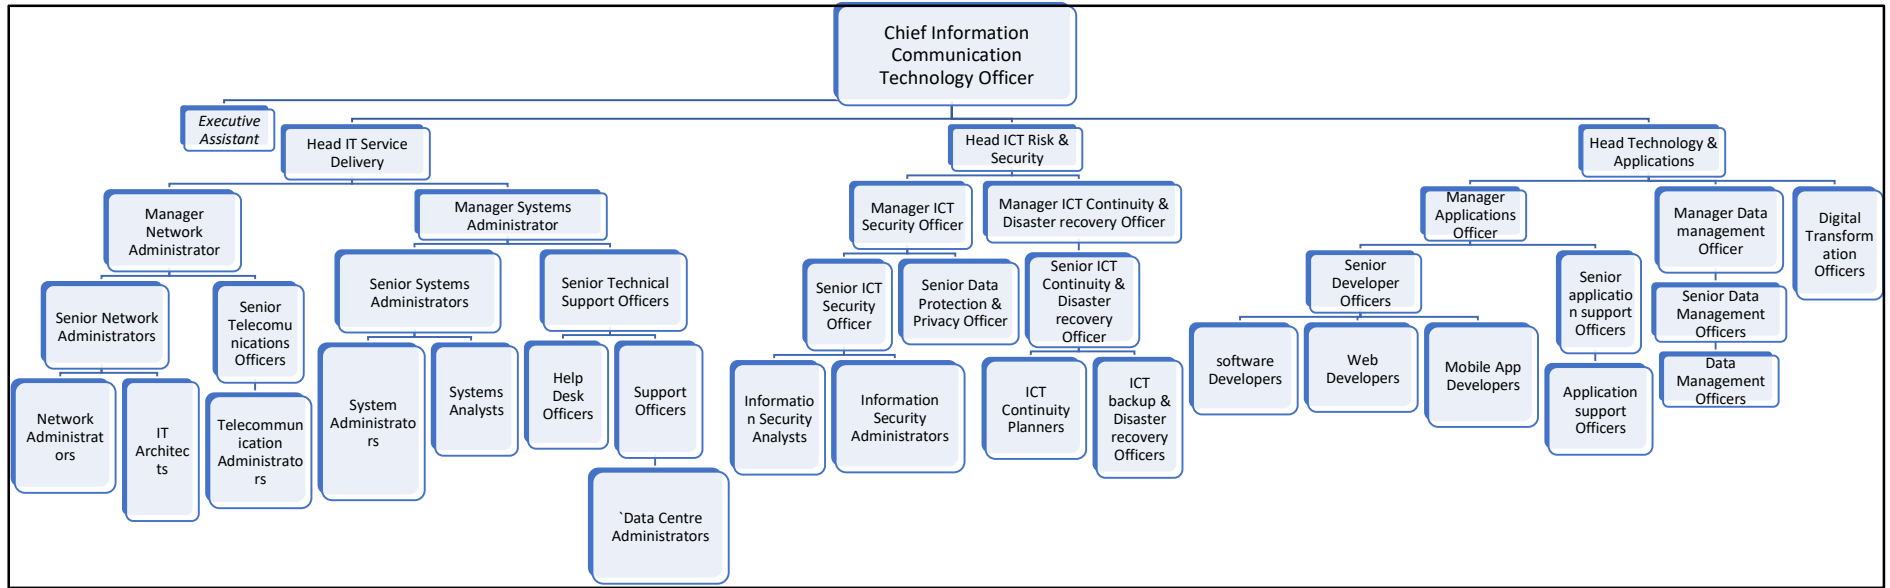 Chief Information
Communication
Technology Officer
Executive
Assistant
Head IT Service
Delivery
Head ICT Risk &
Security
Head Technology &
Applications
Manager
Network
Administrator
Manager Systems
Administrator
Manager ICT
Security Officer
Manager ICT Continuity &
Disaster recovery Officer
Manager
Applications
Officer
Manager Data
management
Officer
Digital
Transform
ation
Officers
Senior Network
Administrators
Senior
Telecomu
nications
Officers
Senior Systems
Administrators
Senior Technical
Support Officers
Senior ICT
Security
Officer
Senior Data
Protection &
Privacy Officer
Senior ICT
Continuity &
Disaster
recovery
Officer
Senior
Developer
Officers
Senior
applicatio
n support
Officers
Senior Data
Management
Officers
Network
Administrat
ors
IT
Architec
ts
Telecommun
ication
Administrato
rs
System
Administrato
rs
Systems
Analysts
Help
Desk
Officers
Support
Officers
Informatio
n Security
Analysts
Information
Security
Administrators
ICT
Continuity
Planners
ICT
backup &
Disaster
recovery
Officers
software
Developers
Web
Developers
Mobile App
Developers
Application
support
Officers
Data
Management
Officers
`Data Centre
Administrators